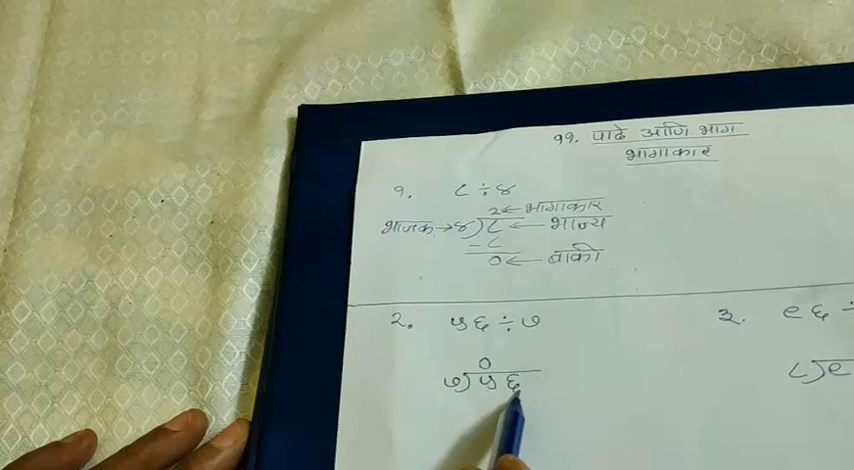 ११. पाढे आणि भाग
भागाकार
१. ८ ÷ ४
२ ← भागाकार
भाजक → ४) ८ ← भाज्य
- ८
० ← बाकी
२. ५६ ÷ ७
३. ९६ ÷
०
७) ५६
८) ९